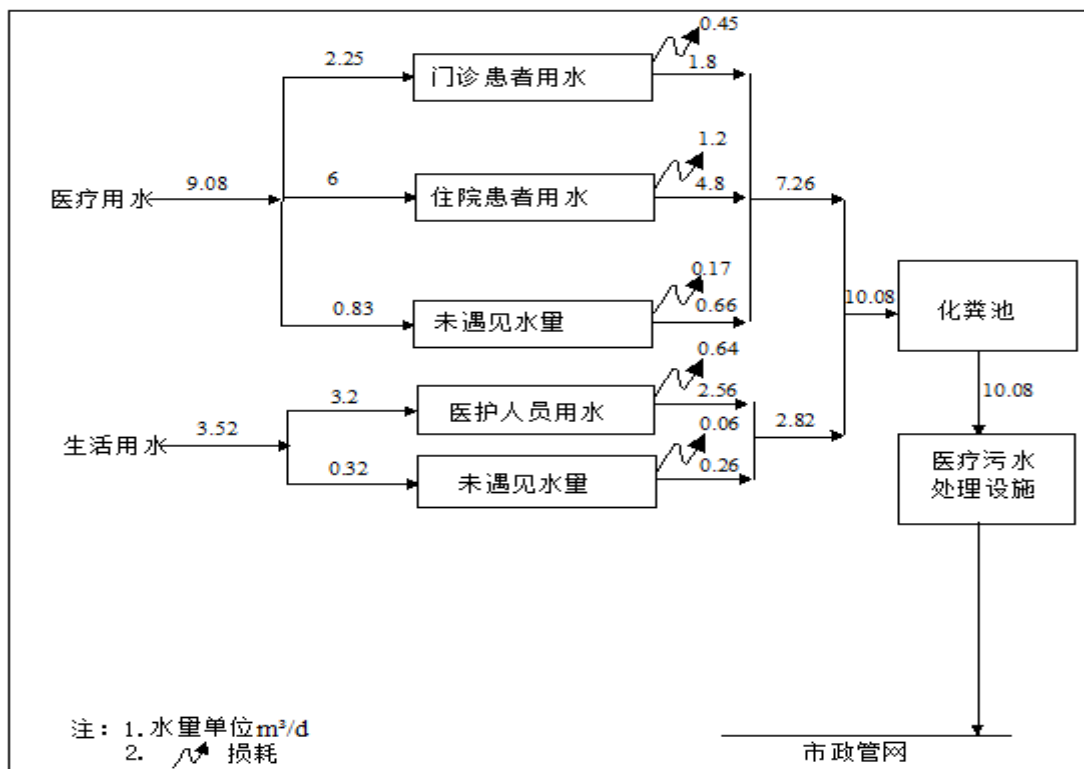 0.45
2.25
门诊患者用水
1.8
1.2
医疗用水
9.08
6
住院患者用水
4.8
7.26
0.17
0.83
未遇见水量
0.66
10.08
化粪池
0.64
3.2
医护人员用水
2.56
10.08
生活用水
3.52
0.06
2.82
0.32
未遇见水量
0.26
医疗污水
处理设施
注：1.水量单位m³/d
2. 损耗
市政管网